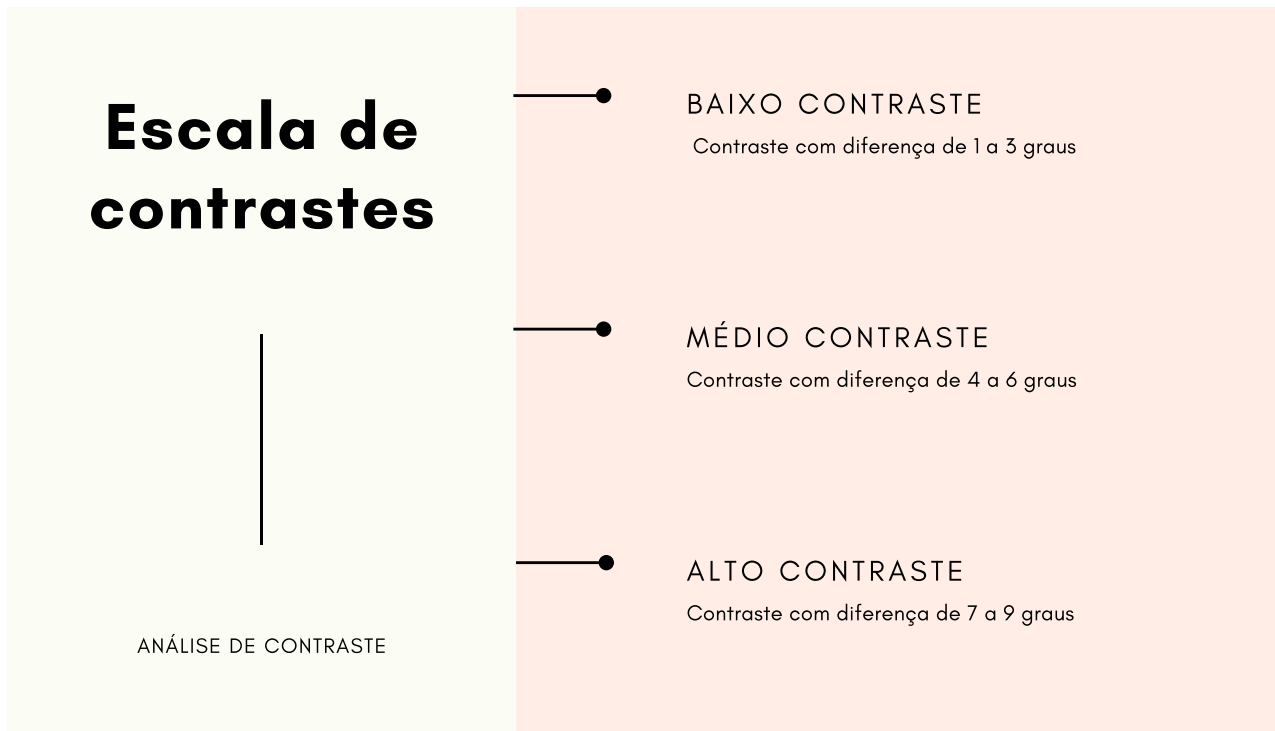 Escala de
contrastes
ANÁLISE DE CONTRASTE
BAIXO CONTRASTE
Contraste com diferença de 1 a 3 graus
MÉDIO CONTRASTE
Contraste com diferença de 4 a 6 graus
ALTO CONTRASTE
Contraste com diferença de 7 a 9 graus